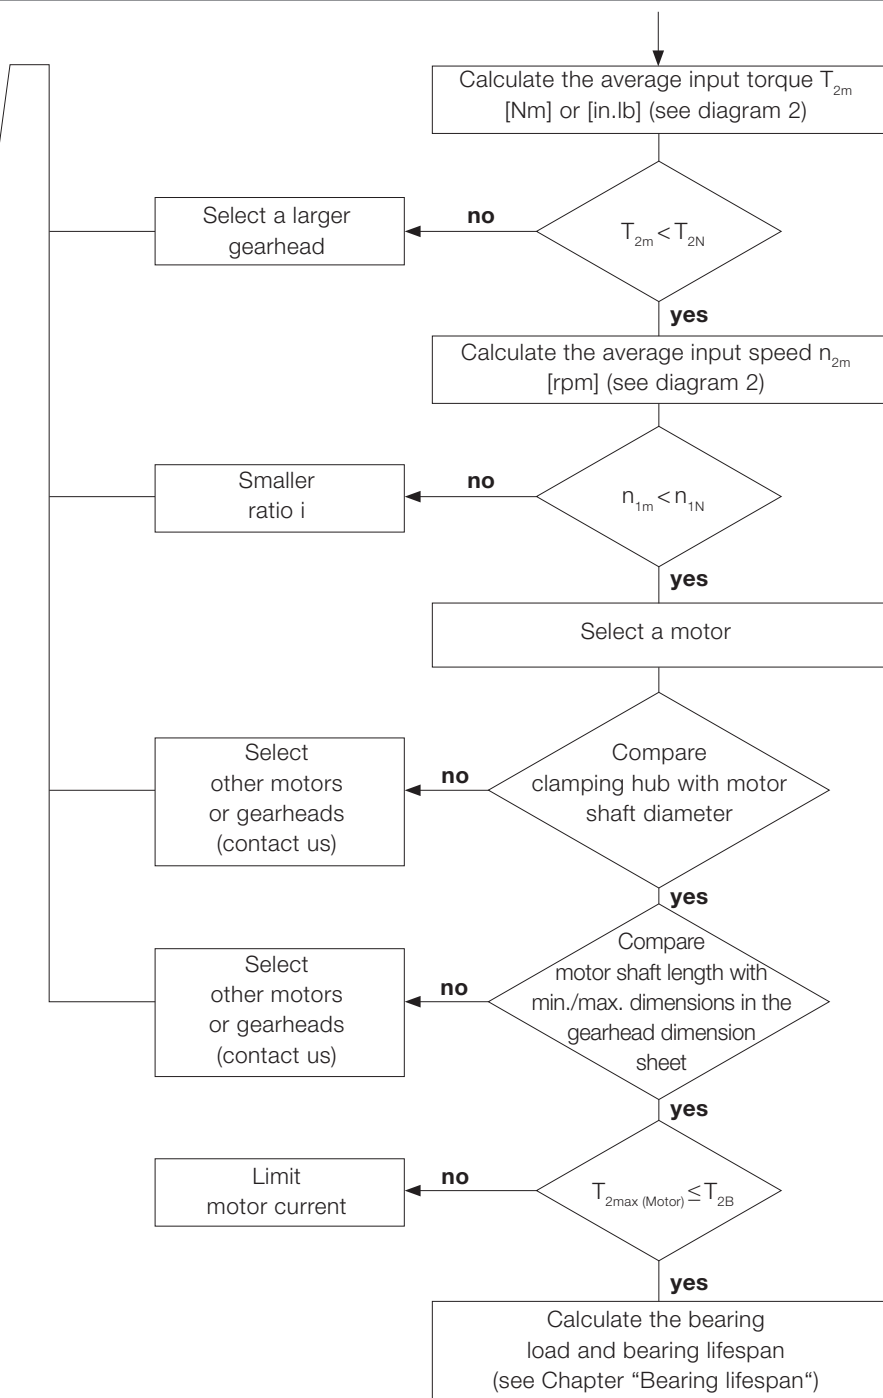 Calculate the average input torque T2m
[Nm] or [in.lb] (see diagram 2)
Select a larger
gearhead
no
T2m < T2N
yes
Calculate the average input speed n2m
[rpm] (see diagram 2)
Smaller
ratio i
no
n1m < n1N
yes
Select a motor
Select
other motors
or gearheads
(contact us)
no
Compare
clamping hub with motor
shaft diameter
yes
Select
other motors
or gearheads
(contact us)
no
Compare
motor shaft length with
min./max. dimensions in the
gearhead dimension
sheet
yes
Limit
motor current
no
T2max (Motor) ≤ T2B
yes
Calculate the bearing
load and bearing lifespan
(see Chapter “Bearing lifespan“)